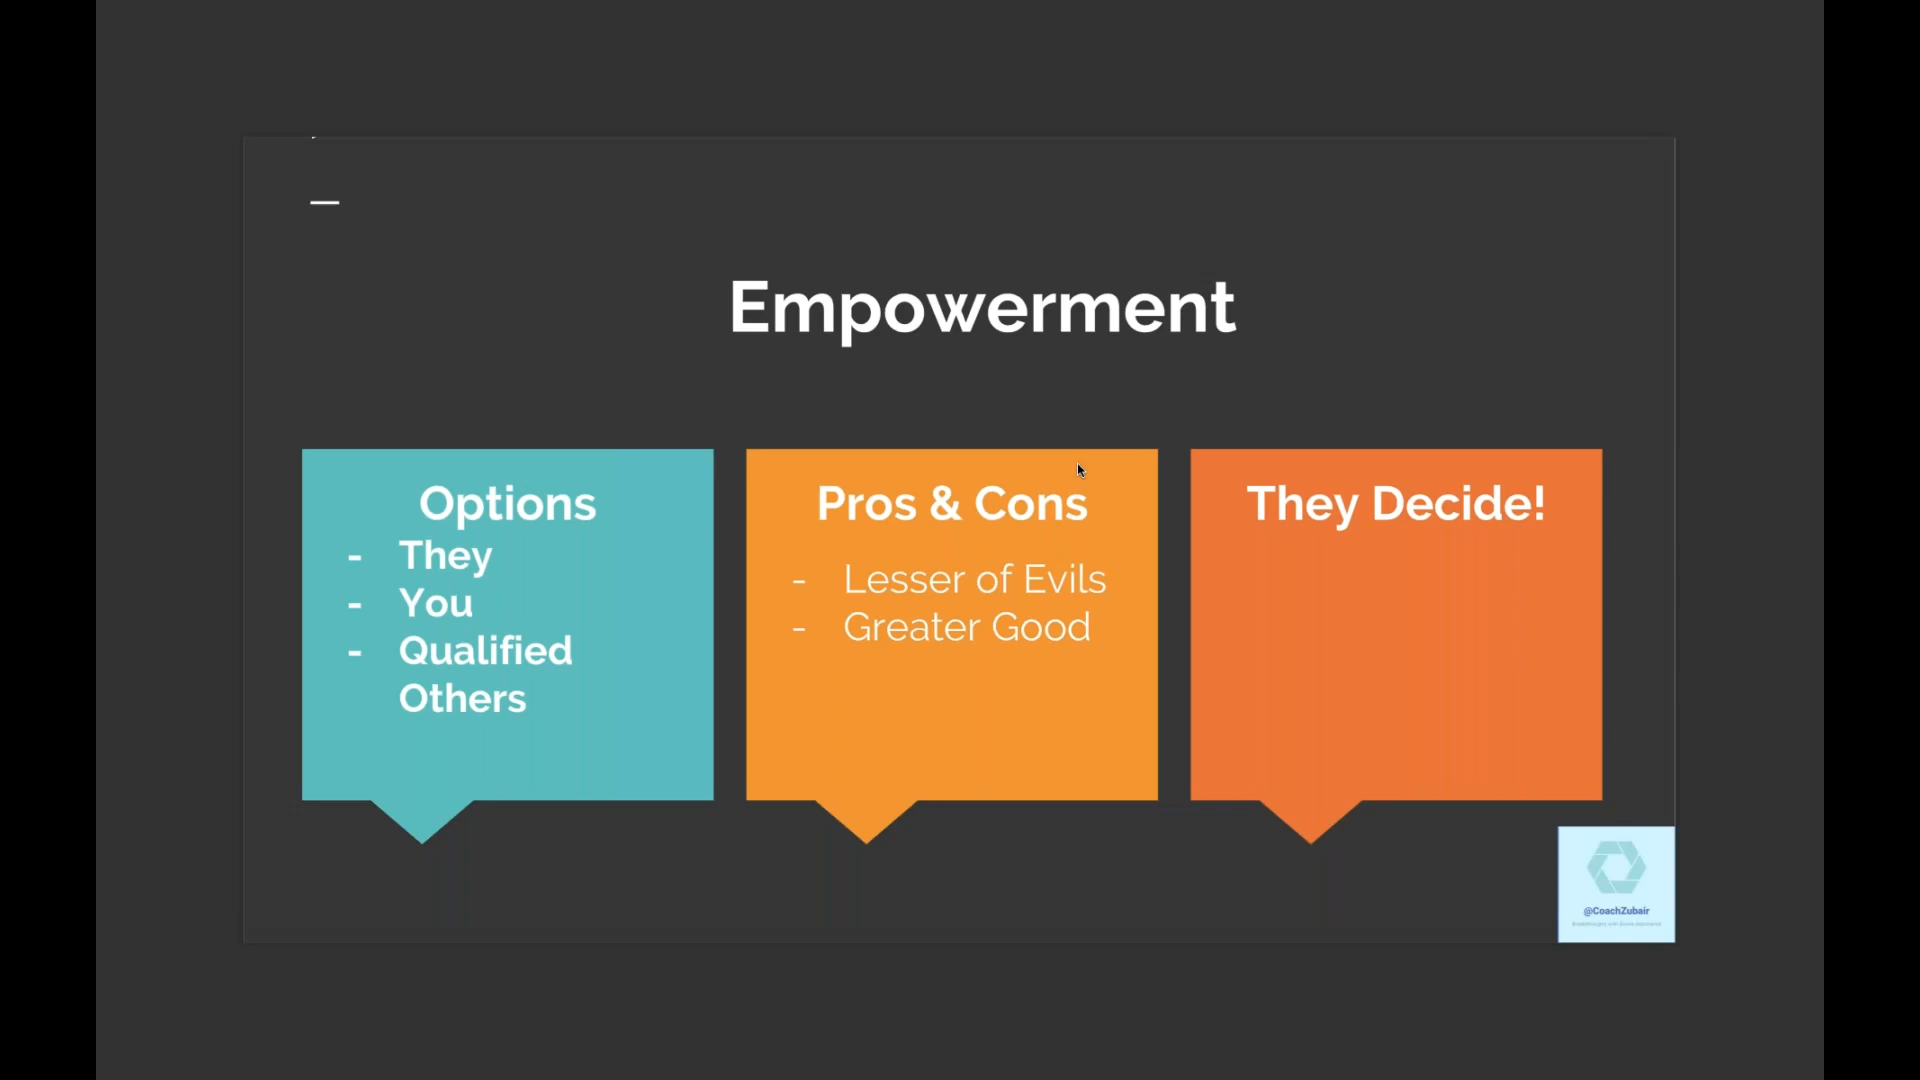 Empowerment
Options
- They
- You
- Qualified
Others
Pros & Cons
- Lesser of Evils
- Greater Good
They Decide!
@CoachZubair